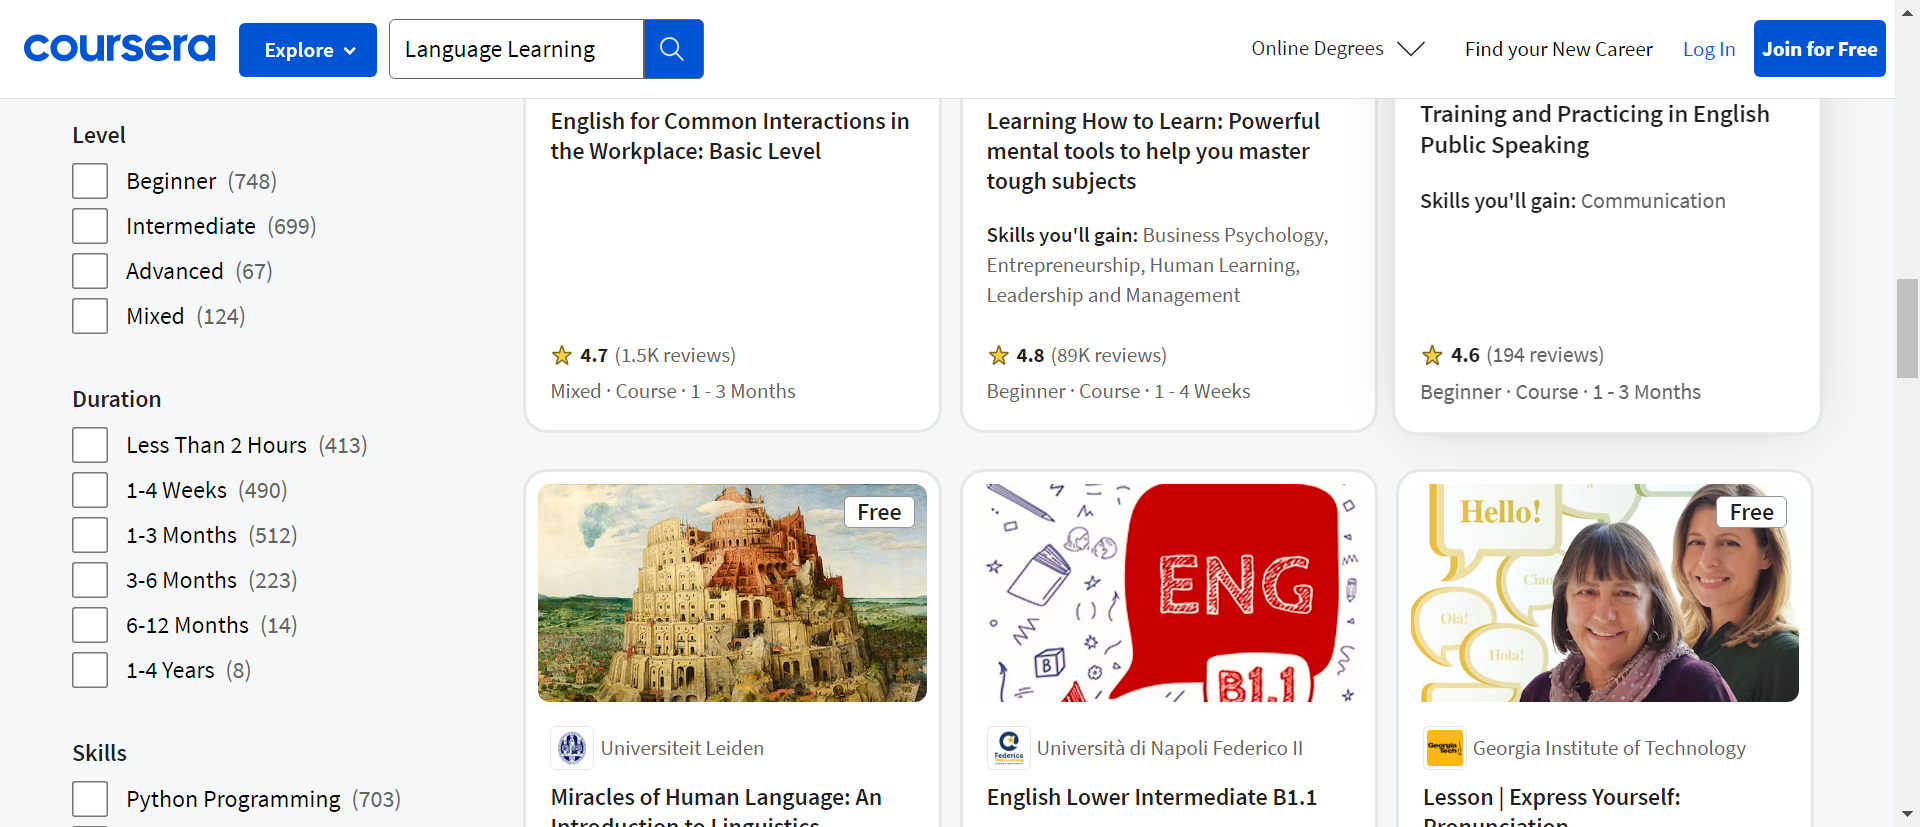 coursera
Explore
Language Learning
Online Degrees
Find your New Career
Log In
Join for Free
Level
Beginner (748)
Intermediate (699)
Advanced (67)
Mixed (124)
Duration
Less Than 2 Hours (413)
1-4 Weeks (490)
1-3 Months (512)
3-6 Months (223)
6-12 Months (14)
1-4 Years (8)
Skills
Python Programming (703)
English for Common Interactions in
the Workplace: Basic Level
4.7 (1.5K reviews)
Mixed · Course · 1 - 3 Months
Learning How to Learn: Powerful
mental tools to help you master
tough subjects
Skills you'll gain: Business Psychology,
Entrepreneurship, Human Learning,
Leadership and Management
4.8 (89K reviews)
Beginner · Course · 1 - 4 Weeks
Training and Practicing in English
Public Speaking
Skills you'll gain: Communication
4.6 (194 reviews)
Beginner · Course · 1 - 3 Months
Free
Universiteit Leiden
Miracles of Human Language: An
Introduction to Linguistics
ENG
B1.1
B
Federica
Università di Napoli Federico II
English Lower Intermediate B1.1
Hello!
Free
Ciao
Olá!
Hola!
Georgia
Tech
Georgia Institute of Technology
Lesson | Express Yourself:
Pronunciation